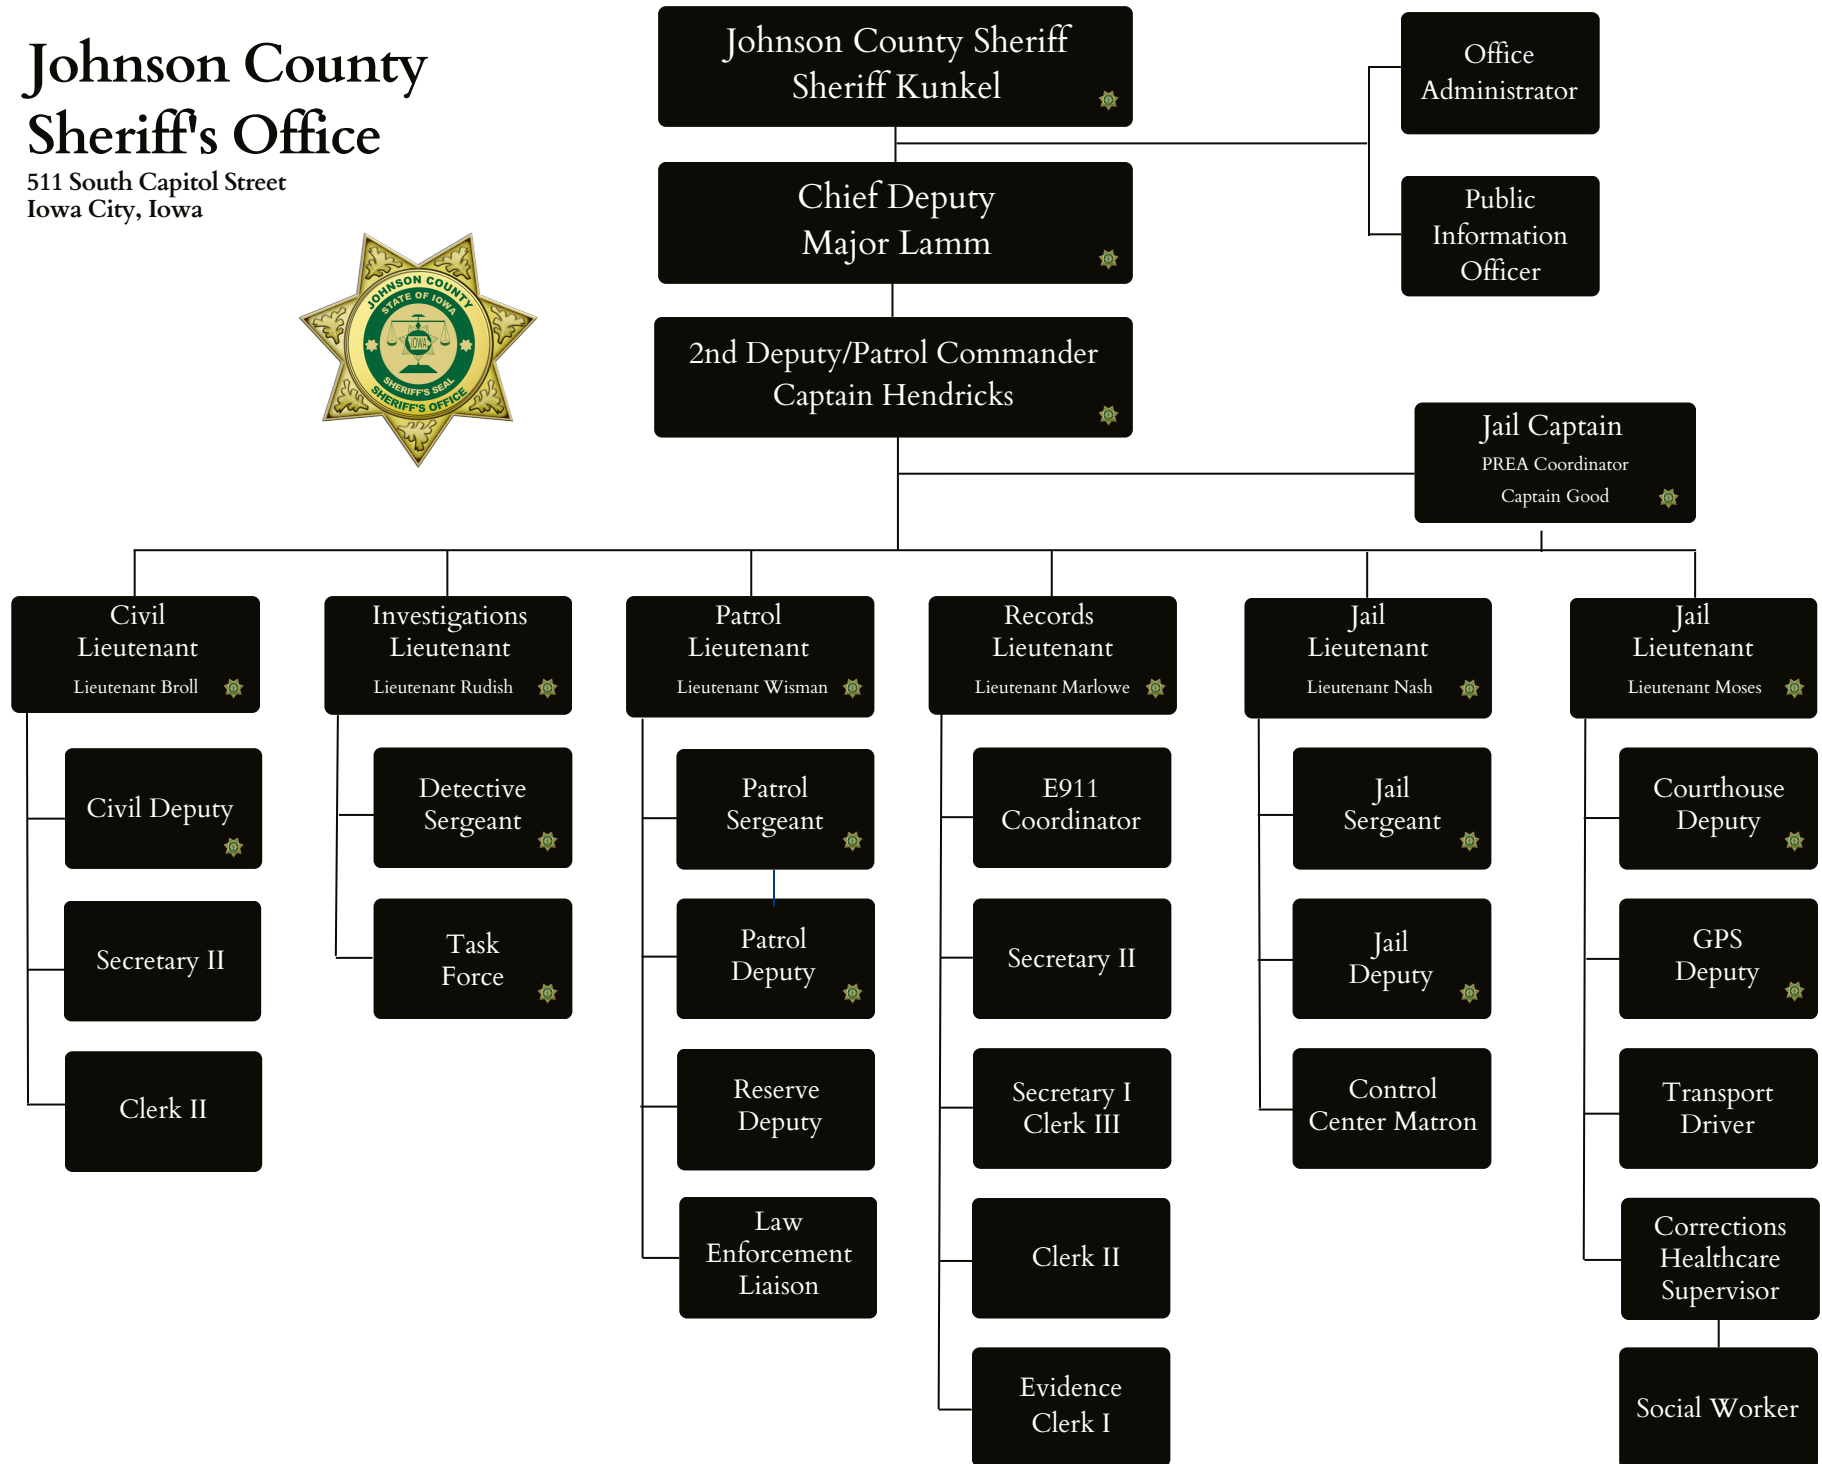 Johnson County
Sheriff's Office
511 South Capitol Street
Iowa City, Iowa
JOHNSON COUNTY
STATE OF IOWA
IOWA
SHERIFF'S SEAL
SHERIFF'S OFFICE
Johnson County Sheriff
Sheriff Kunkel
Office
Administrator
Chief Deputy
Major Lamm
Public
Information
Officer
2nd Deputy/Patrol Commander
Captain Hendricks
Jail Captain
PREA Coordinator
Captain Good
Civil
Lieutenant
Lieutenant Broll
Civil Deputy
Secretary II
Clerk II
Investigations
Lieutenant
Lieutenant Rudish
Detective
Sergeant
Task
Force
Patrol
Lieutenant
Lieutenant Wisman
Patrol
Sergeant
Patrol
Deputy
Reserve
Deputy
Law
Enforcement
Liaison
Records
Lieutenant
Lieutenant Marlowe
E911
Coordinator
Secretary II
Secretary I
Clerk III
Clerk II
Evidence
Clerk I
Jail
Lieutenant
Lieutenant Nash
Jail
Sergeant
Jail
Deputy
Control
Center Matron
Jail
Lieutenant
Lieutenant Moses
Courthouse
Deputy
GPS
Deputy
Transport
Driver
Corrections
Healthcare
Supervisor
Social Worker